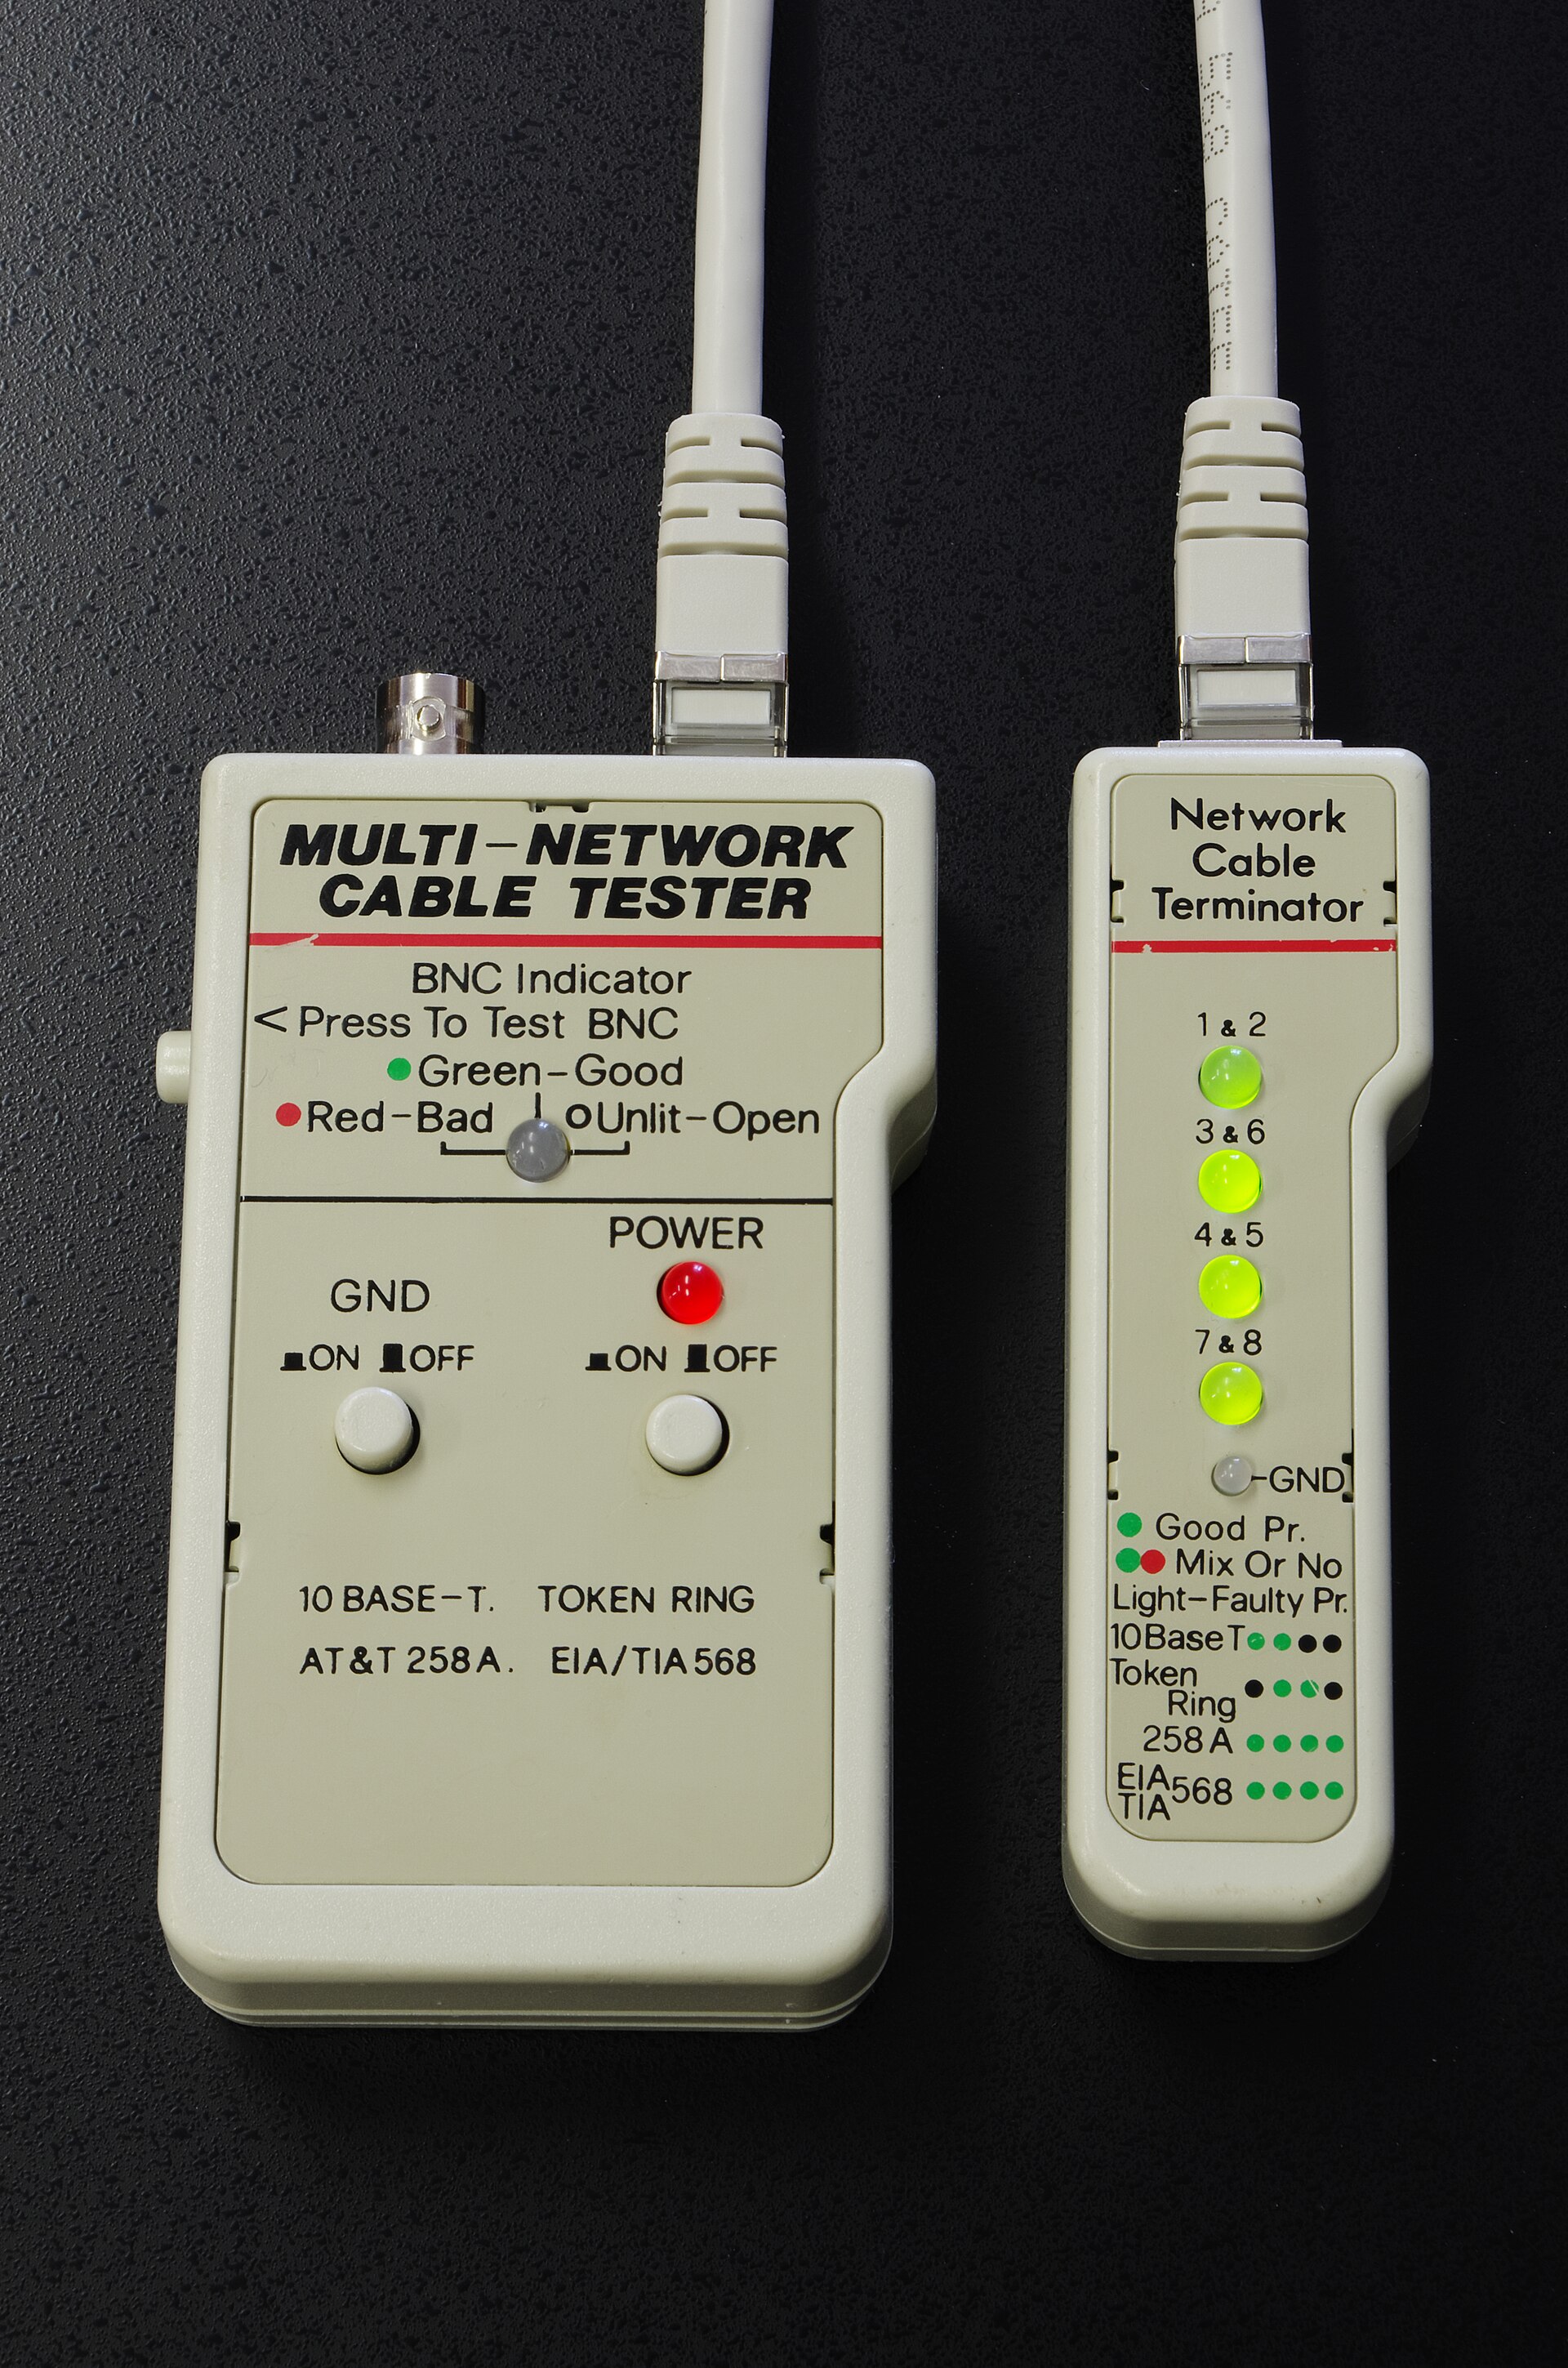 MULTI-NETWORK
CABLE TESTER
BNC Indicator
< Press To Test BNC
Green-Good
Red-Bad Unlit-Open
POWER
GND
ON OFF ON OFF
10 BASE-T. TOKEN RING
AT&T 258A. EIA/TIA 568
Network
Cable
Terminator
1 & 2
3 & 6
4 & 5
7 & 8
GND
Good Pr.
Mix Or No
Light-Faulty Pr.
10 Base T
Token
Ring
258A
EIA
TIA 568